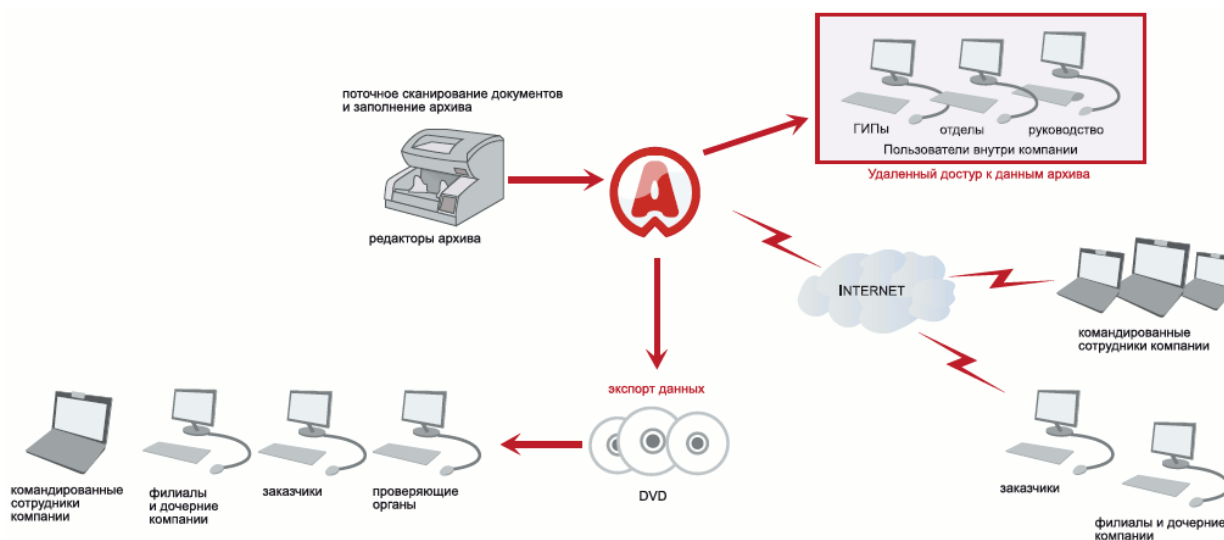 поточное сканирование документов
и заполнение архива
редакторы архива
A
ГИПы
отделы
руководство
Пользователи внутри компании
Удаленный достур к данным архива
INTERNET
командированные
сотрудники компании
заказчики
филиалы и дочерние
компании
экспорт данных
DVD
командированные
сотрудники
компании
филиалы
и дочерние
компании
заказчики
проверяющие
органы